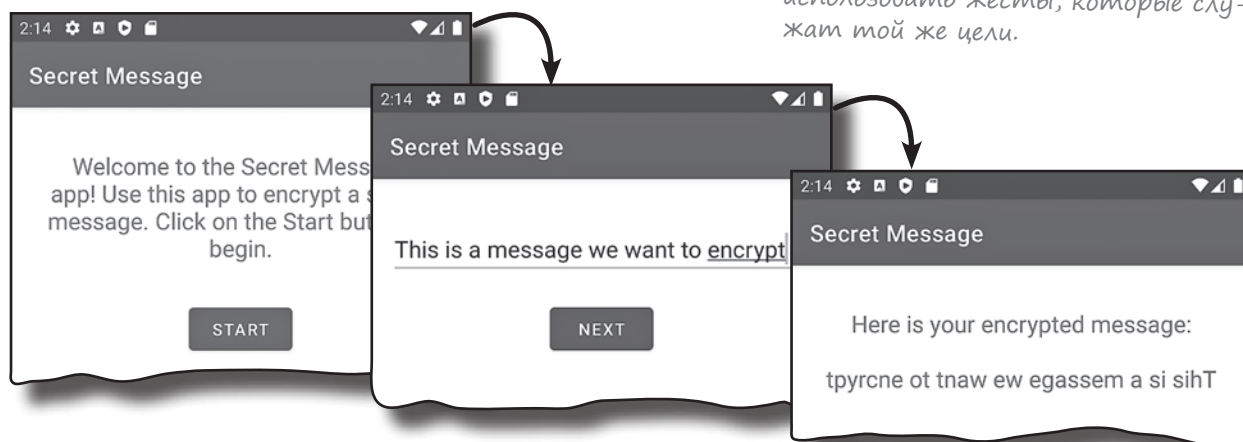 использовать жесты, которые слу-
жат той же цели.
2:14
Secret Message
Welcome to the Secret Mess
app! Use this app to encrypt a s
message. Click on the Start but
begin.
START
2:14
Secret Message
This is a message we want to encrypt
NEXT
2:14
Secret Message
Here is your encrypted message:
tpyrcne ot tnaw ew egassem a si sihT